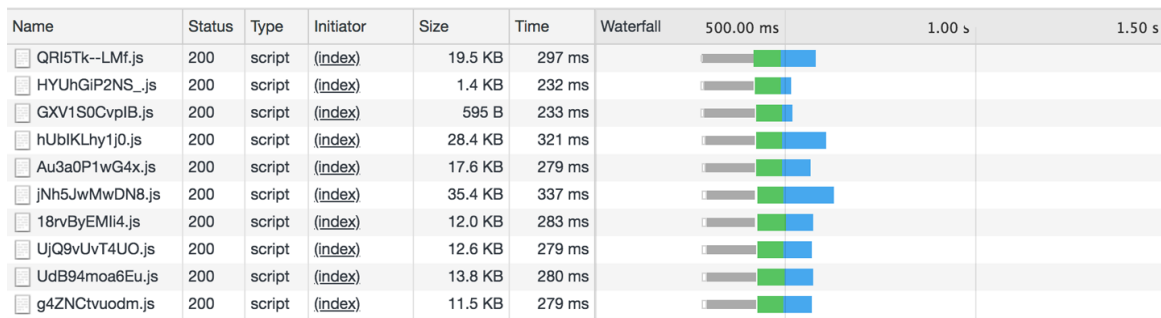 Name Status Type Initiator Size Time Waterfall 500.00 ms 1.00 s 1.50 s
QRI5Tk--LMf.js 200 script (index) 19.5 KB 297 ms
HYUhGiP2NS_.js 200 script (index) 1.4 KB 232 ms
GXV1S0CvpIB.js 200 script (index) 595 B 233 ms
hUbIKLhy1j0.js 200 script (index) 28.4 KB 321 ms
Au3a0P1wG4x.js 200 script (index) 17.6 KB 279 ms
jNh5JwMwDN8.js 200 script (index) 35.4 KB 337 ms
18rvByEMIi4.js 200 script (index) 12.0 KB 283 ms
UjQ9vUvT4UO.js 200 script (index) 12.6 KB 279 ms
UdB94moa6Eu.js 200 script (index) 13.8 KB 280 ms
g4ZNCtvuodm.js 200 script (index) 11.5 KB 279 ms